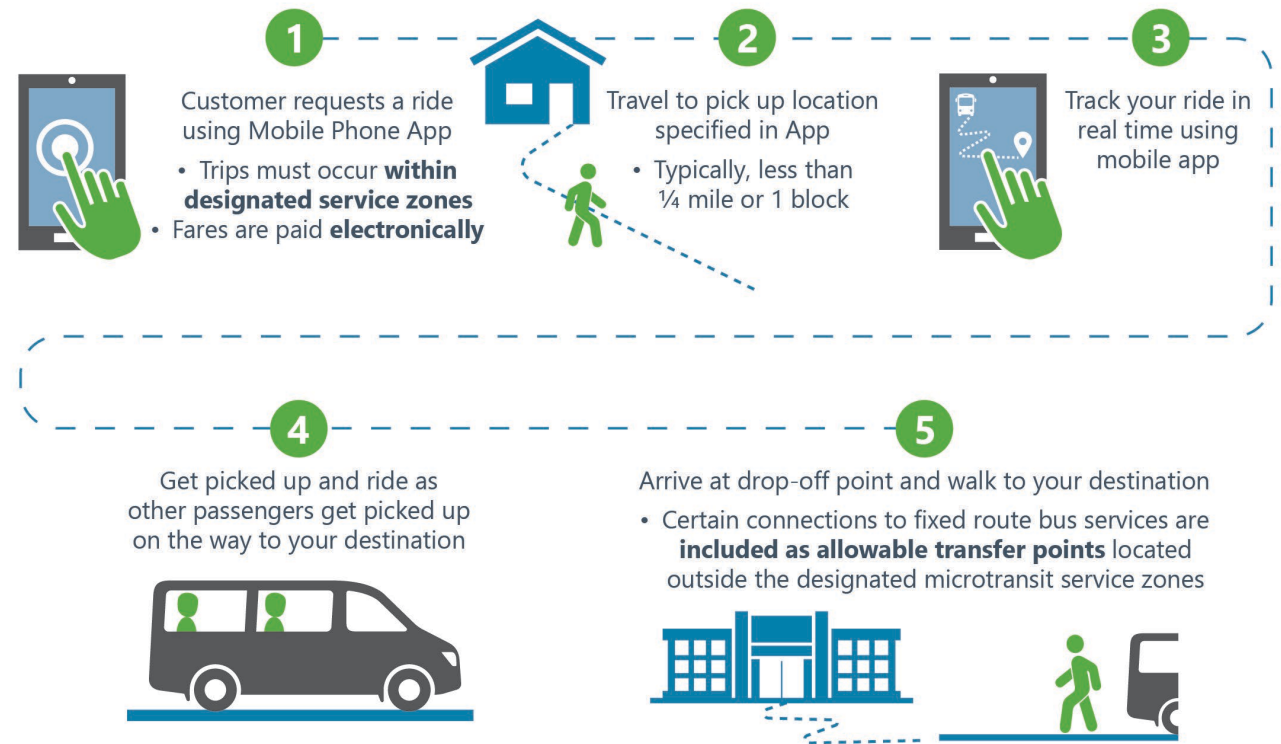 1
Customer requests a ride
using Mobile Phone App
• Trips must occur within
designated service zones
• Fares are paid electronically
2
Travel to pick up location
specified in App
• Typically, less than
¼ mile or 1 block
3
Track your ride in
real time using
mobile app
4
Get picked up and ride as
other passengers get picked up
on the way to your destination
5
Arrive at drop-off point and walk to your destination
• Certain connections to fixed route bus services are
included as allowable transfer points located
outside the designated microtransit service zones